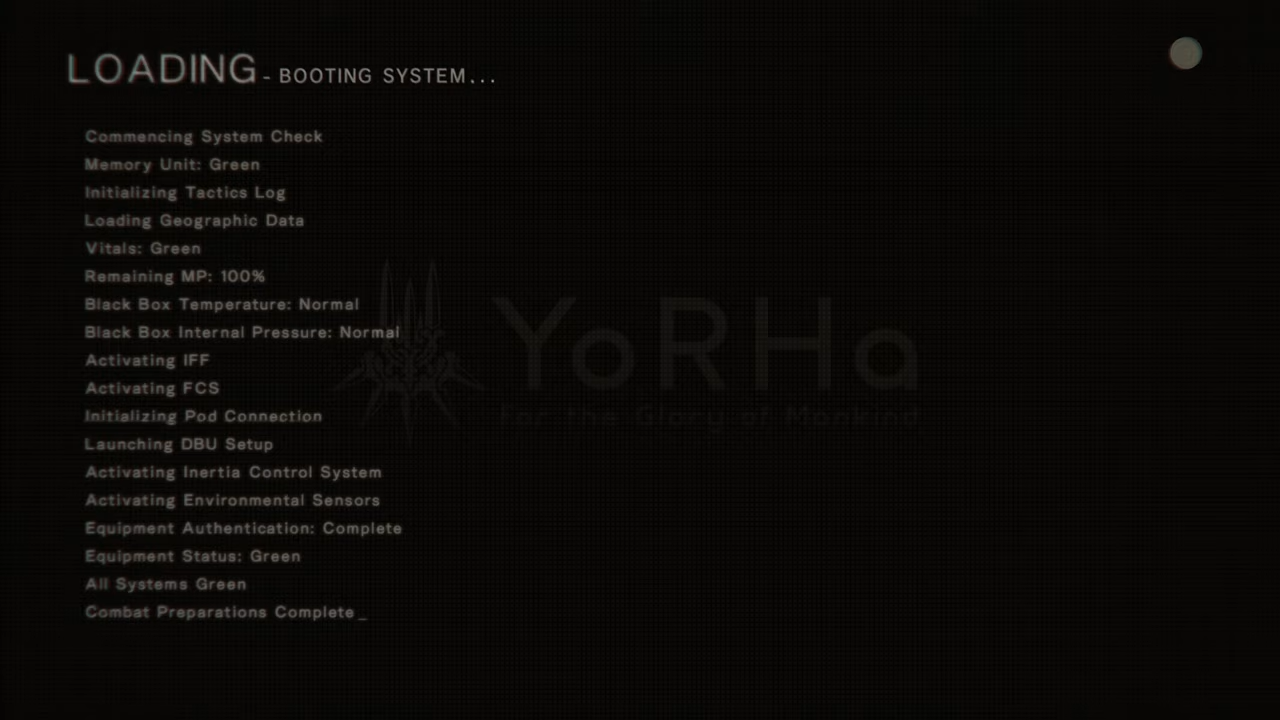 LOADING - BOOTING SYSTEM...
Commencing System Check
Memory Unit: Green
Initializing Tactics Log
Loading Geographic Data
Vitals: Green
Remaining MP: 100%
Black Box Temperature: Normal
Black Box Internal Pressure: Normal
Activating IFF
Activating FCS
Initializing Pod Connection
Launching DBU Setup
Activating Inertia Control System
Activating Environmental Sensors
Equipment Authentication: Complete
Equipment Status: Green
All Systems Green
Combat Preparations Complete _
YoRHa
For the Glory of Mankind